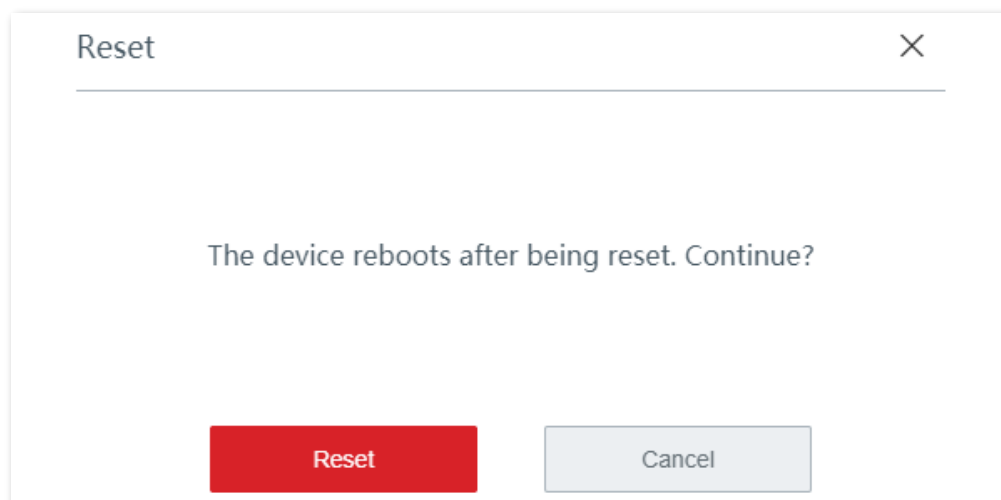 Reset
The device reboots after being reset. Continue?
Reset
Cancel